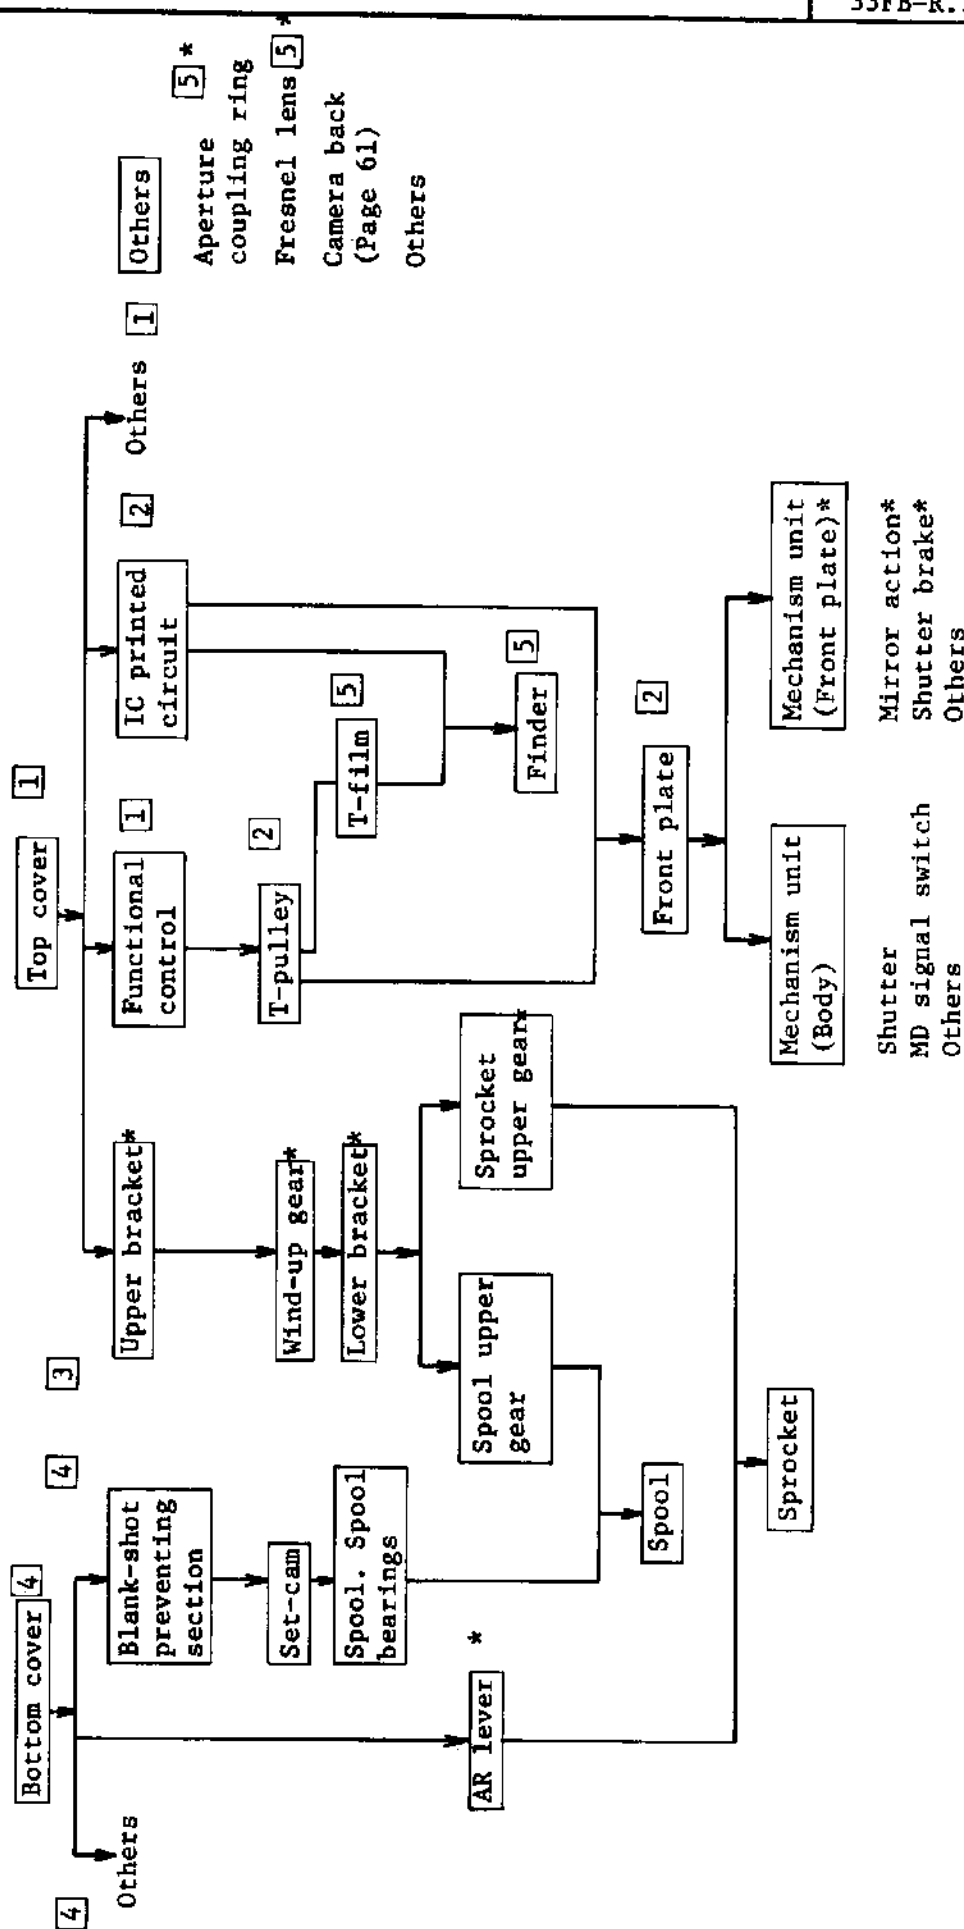 Bottom cover
4
4
Others
Blank-shot
preventing
section
4
Set-cam
Spool. Spool
bearings
AR lever
*
3
Upper bracket*
Wind-up gear*
Lower bracket*
Spool upper
gear
Sprocket
upper gear*
Spool
Sprocket
Top cover
1
Functional
control
1
IC printed
circuit
2
Others
1
T-pulley
2
T-film
5
Finder
5
Front plate
2
Mechanism unit
(Body)
Shutter
MD signal switch
Others
Mechanism unit
(Front plate)*
Mirror action*
Shutter brake*
Others
Others
Aperture 5*
coupling ring
Fresnel lens 5*
Camera back
(Page 61)
Others